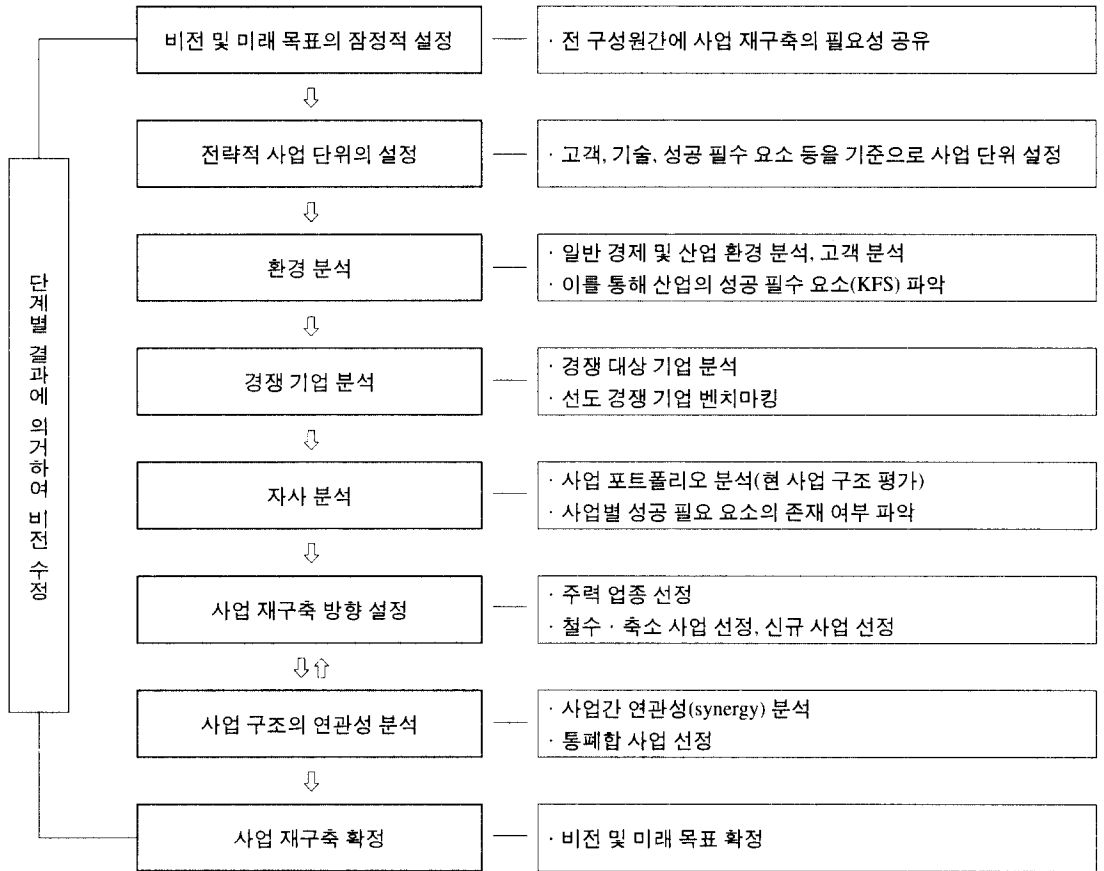 비전 및 미래 목표의 잠정적 설정
· 전 구성원간에 사업 재구축의 필요성 공유
전략적 사업 단위의 설정
· 고객, 기술, 성공 필수 요소 등을 기준으로 사업 단위 설정
환경 분석
· 일반 경제 및 산업 환경 분석, 고객 분석
· 이를 통해 산업의 성공 필수 요소(KFS) 파악
경쟁 기업 분석
· 경쟁 대상 기업 분석
· 선도 경쟁 기업 벤치마킹
자사 분석
· 사업 포트폴리오 분석(현 사업 구조 평가)
· 사업별 성공 필요 요소의 존재 여부 파악
사업 재구축 방향 설정
· 주력 업종 선정
· 철수 · 축소 사업 선정, 신규 사업 선정
사업 구조의 연관성 분석
· 사업간 연관성(synergy) 분석
· 통폐합 사업 선정
사업 재구축 확정
· 비전 및 미래 목표 확정
단계별 결과에 의거하여 비전 수정